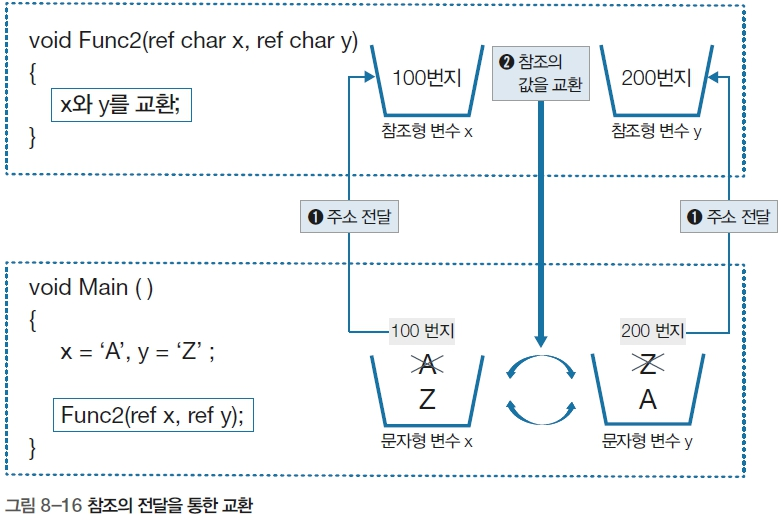 void Func2(ref char x, ref char y)
{
x와 y를 교환;
}
100번지
참조형 변수 x
❷ 참조의
값을 교환
200번지
참조형 변수 y
❶ 주소 전달
❶ 주소 전달
void Main ( )
{
x = ‘A’, y = ‘Z’ ;
Func2(ref x, ref y);
}
100 번지
A
Z
문자형 변수 x
200 번지
Z
A
문자형 변수 y
그림 8–16 참조의 전달을 통한 교환